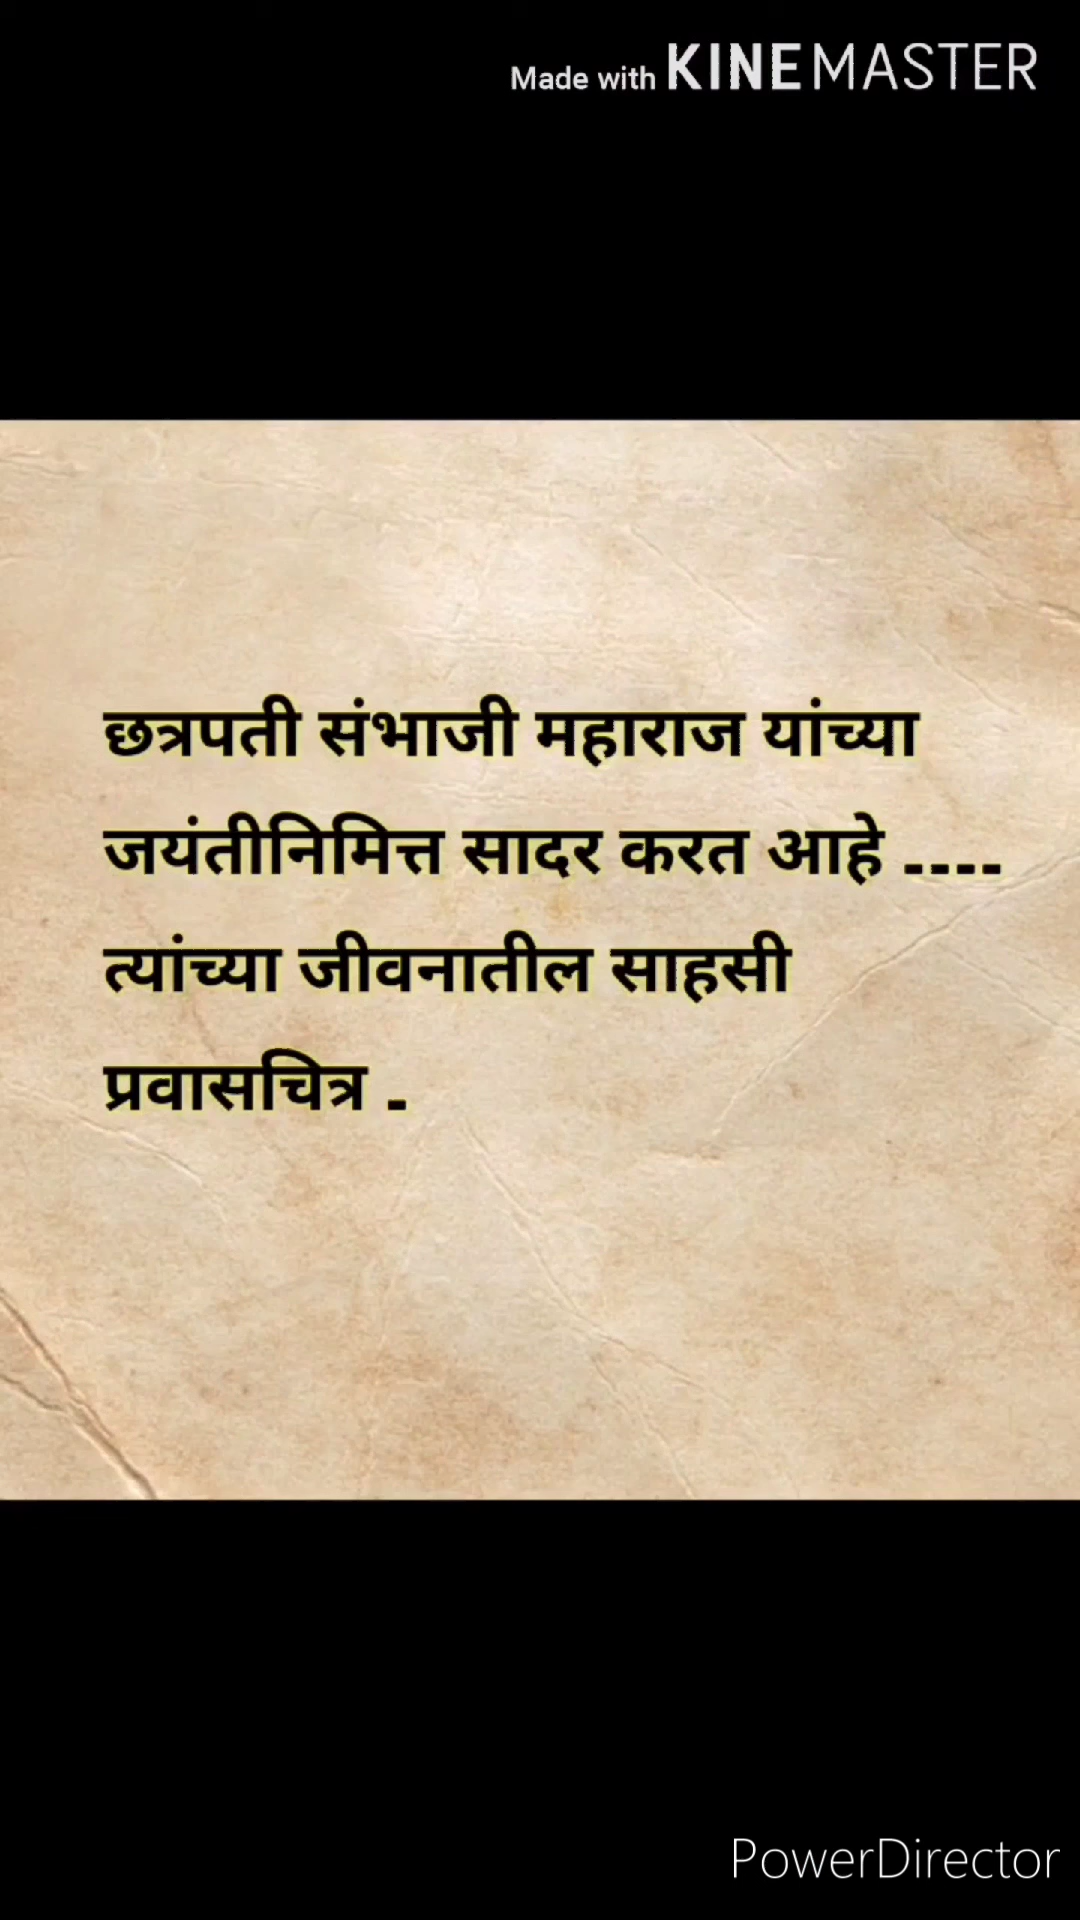 Made with KINEMASTER
छत्रपती संभाजी महाराज यांच्या
जयंतीनिमित्त सादर करत आहे ----
त्यांच्या जीवनातील साहसी
प्रवासचित्र -
PowerDirector